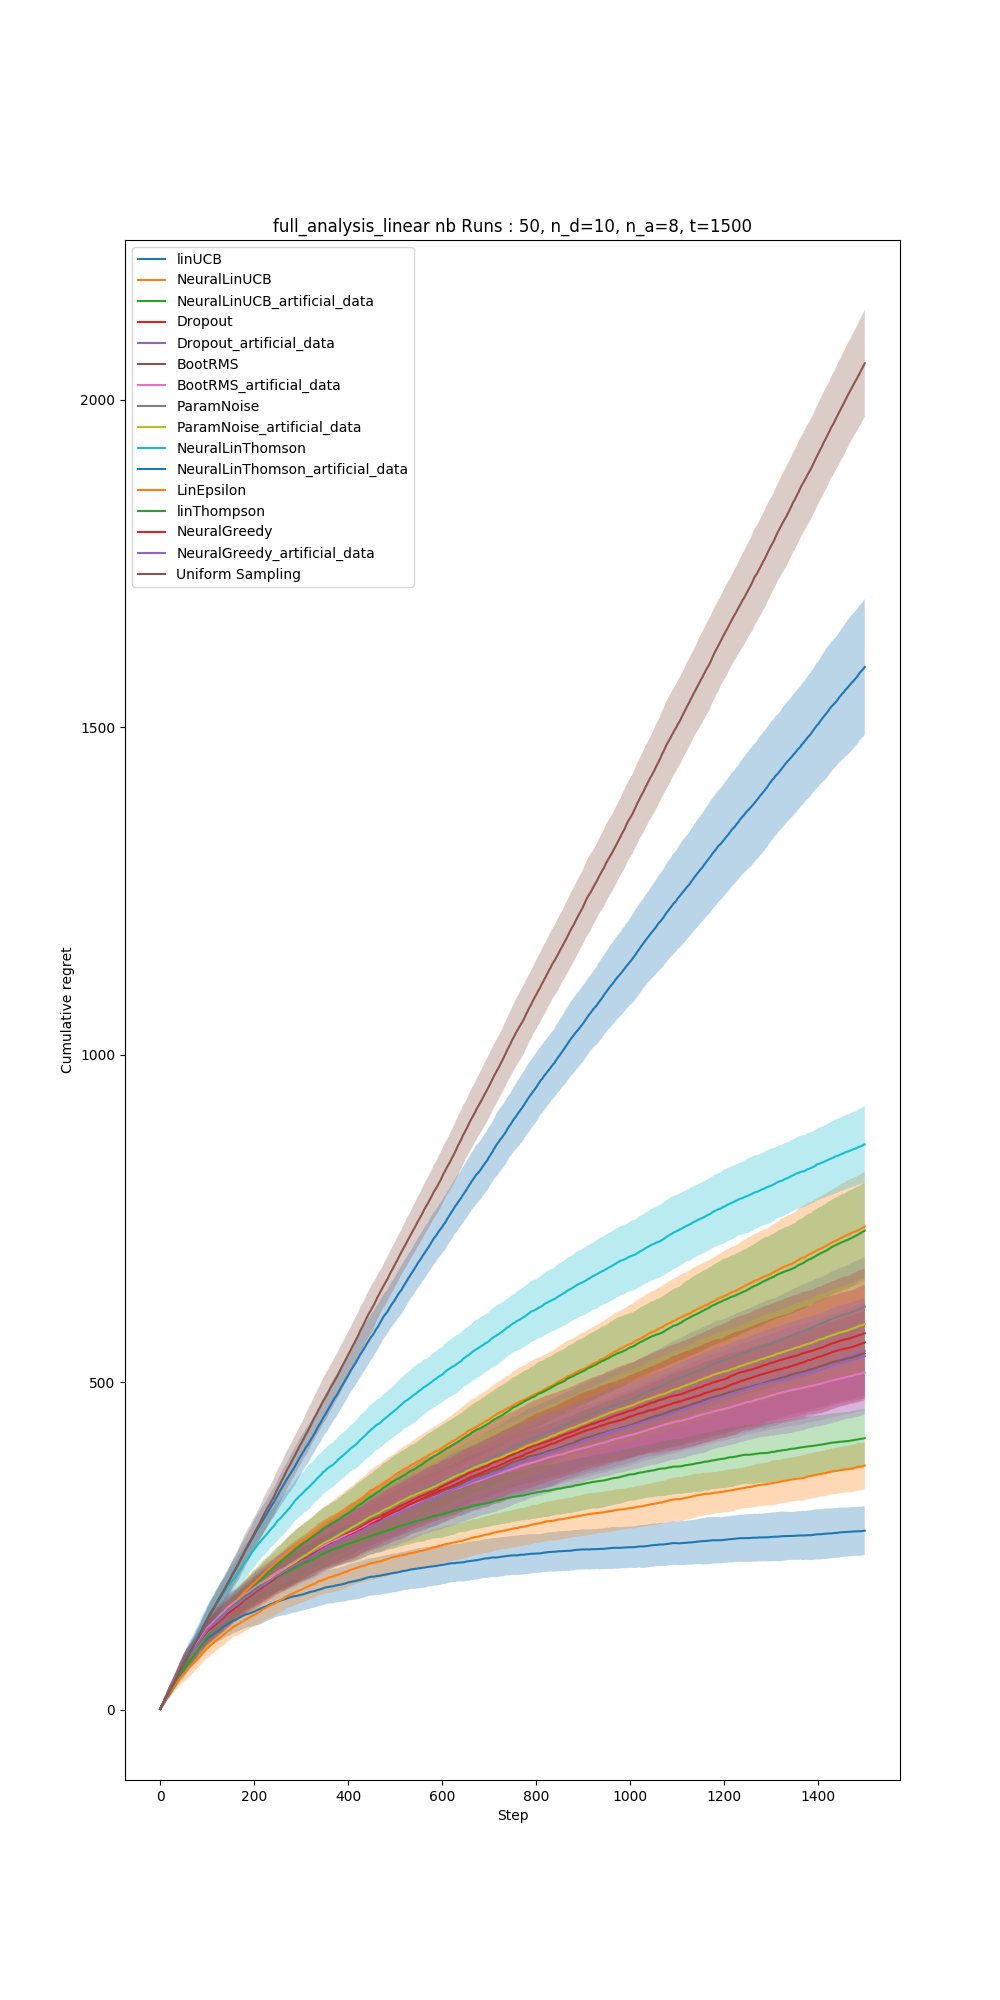 full_analysis_linear nb Runs : 50, n_d=10, n_a=8, t=1500
linUCB
NeuralLinUCB
NeuralLinUCB_artificial_data
Dropout
Dropout_artificial_data
BootRMS
BootRMS_artificial_data
ParamNoise
ParamNoise_artificial_data
NeuralLinThomson
NeuralLinThomson_artificial_data
LinEpsilon
linThompson
NeuralGreedy
NeuralGreedy_artificial_data
Uniform Sampling
2000
1500
1000
500
0
Cumulative regret
0 200 400 600 800 1000 1200 1400
Step